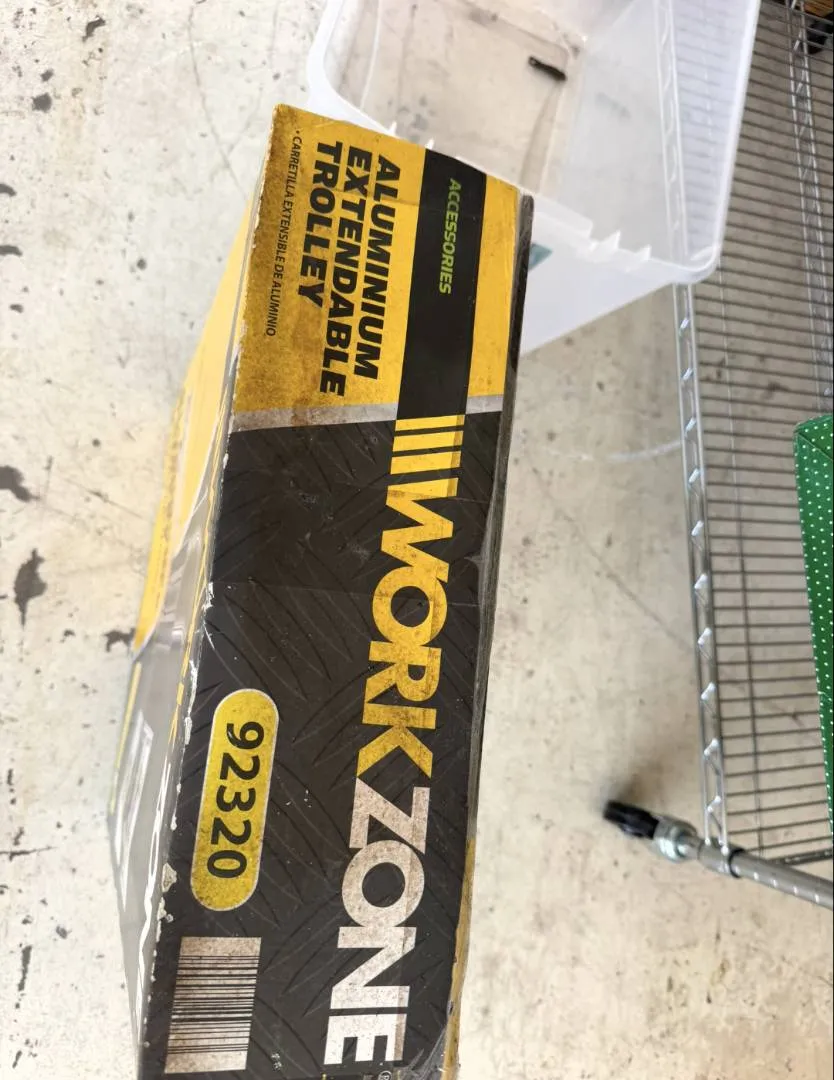 ACCESSORIES
ALUMINIUM
EXTENDABLE
TROLLEY
• CARRETILLA EXTENSIBLE DE ALUMINIO
WORKZONE
92320